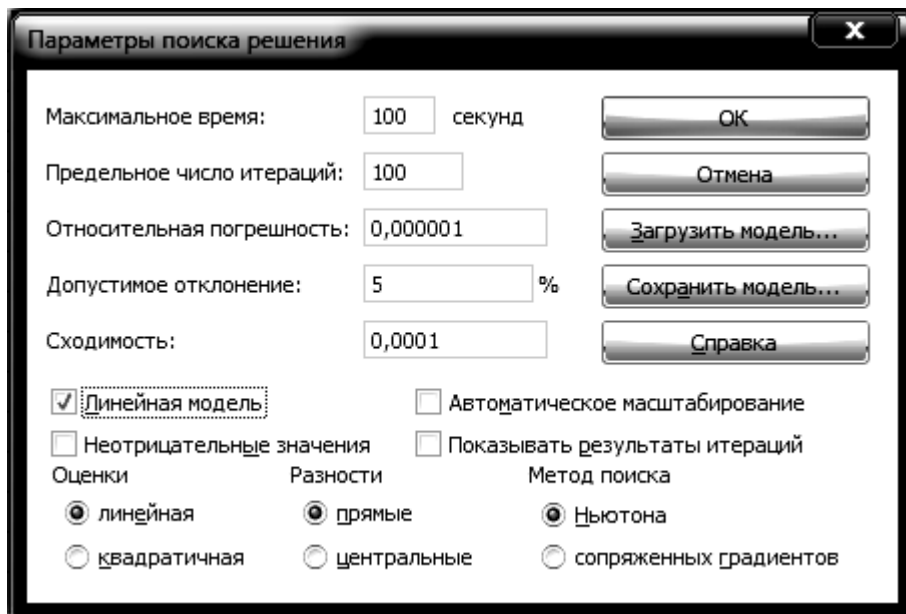 Параметры поиска решения
Максимальное время: 100 секунд ОК
Предельное число итераций: 100 Отмена
Относительная погрешность: 0,000001 Загрузить модель...
Допустимое отклонение: 5 % Сохранить модель...
Сходимость: 0,0001 Справка
Линейная модель Автоматическое масштабирование
Неотрицательные значения Показывать результаты итераций
Оценки Разности Метод поиска
линейная прямые Ньютона
квадратичная центральные сопряженных градиентов